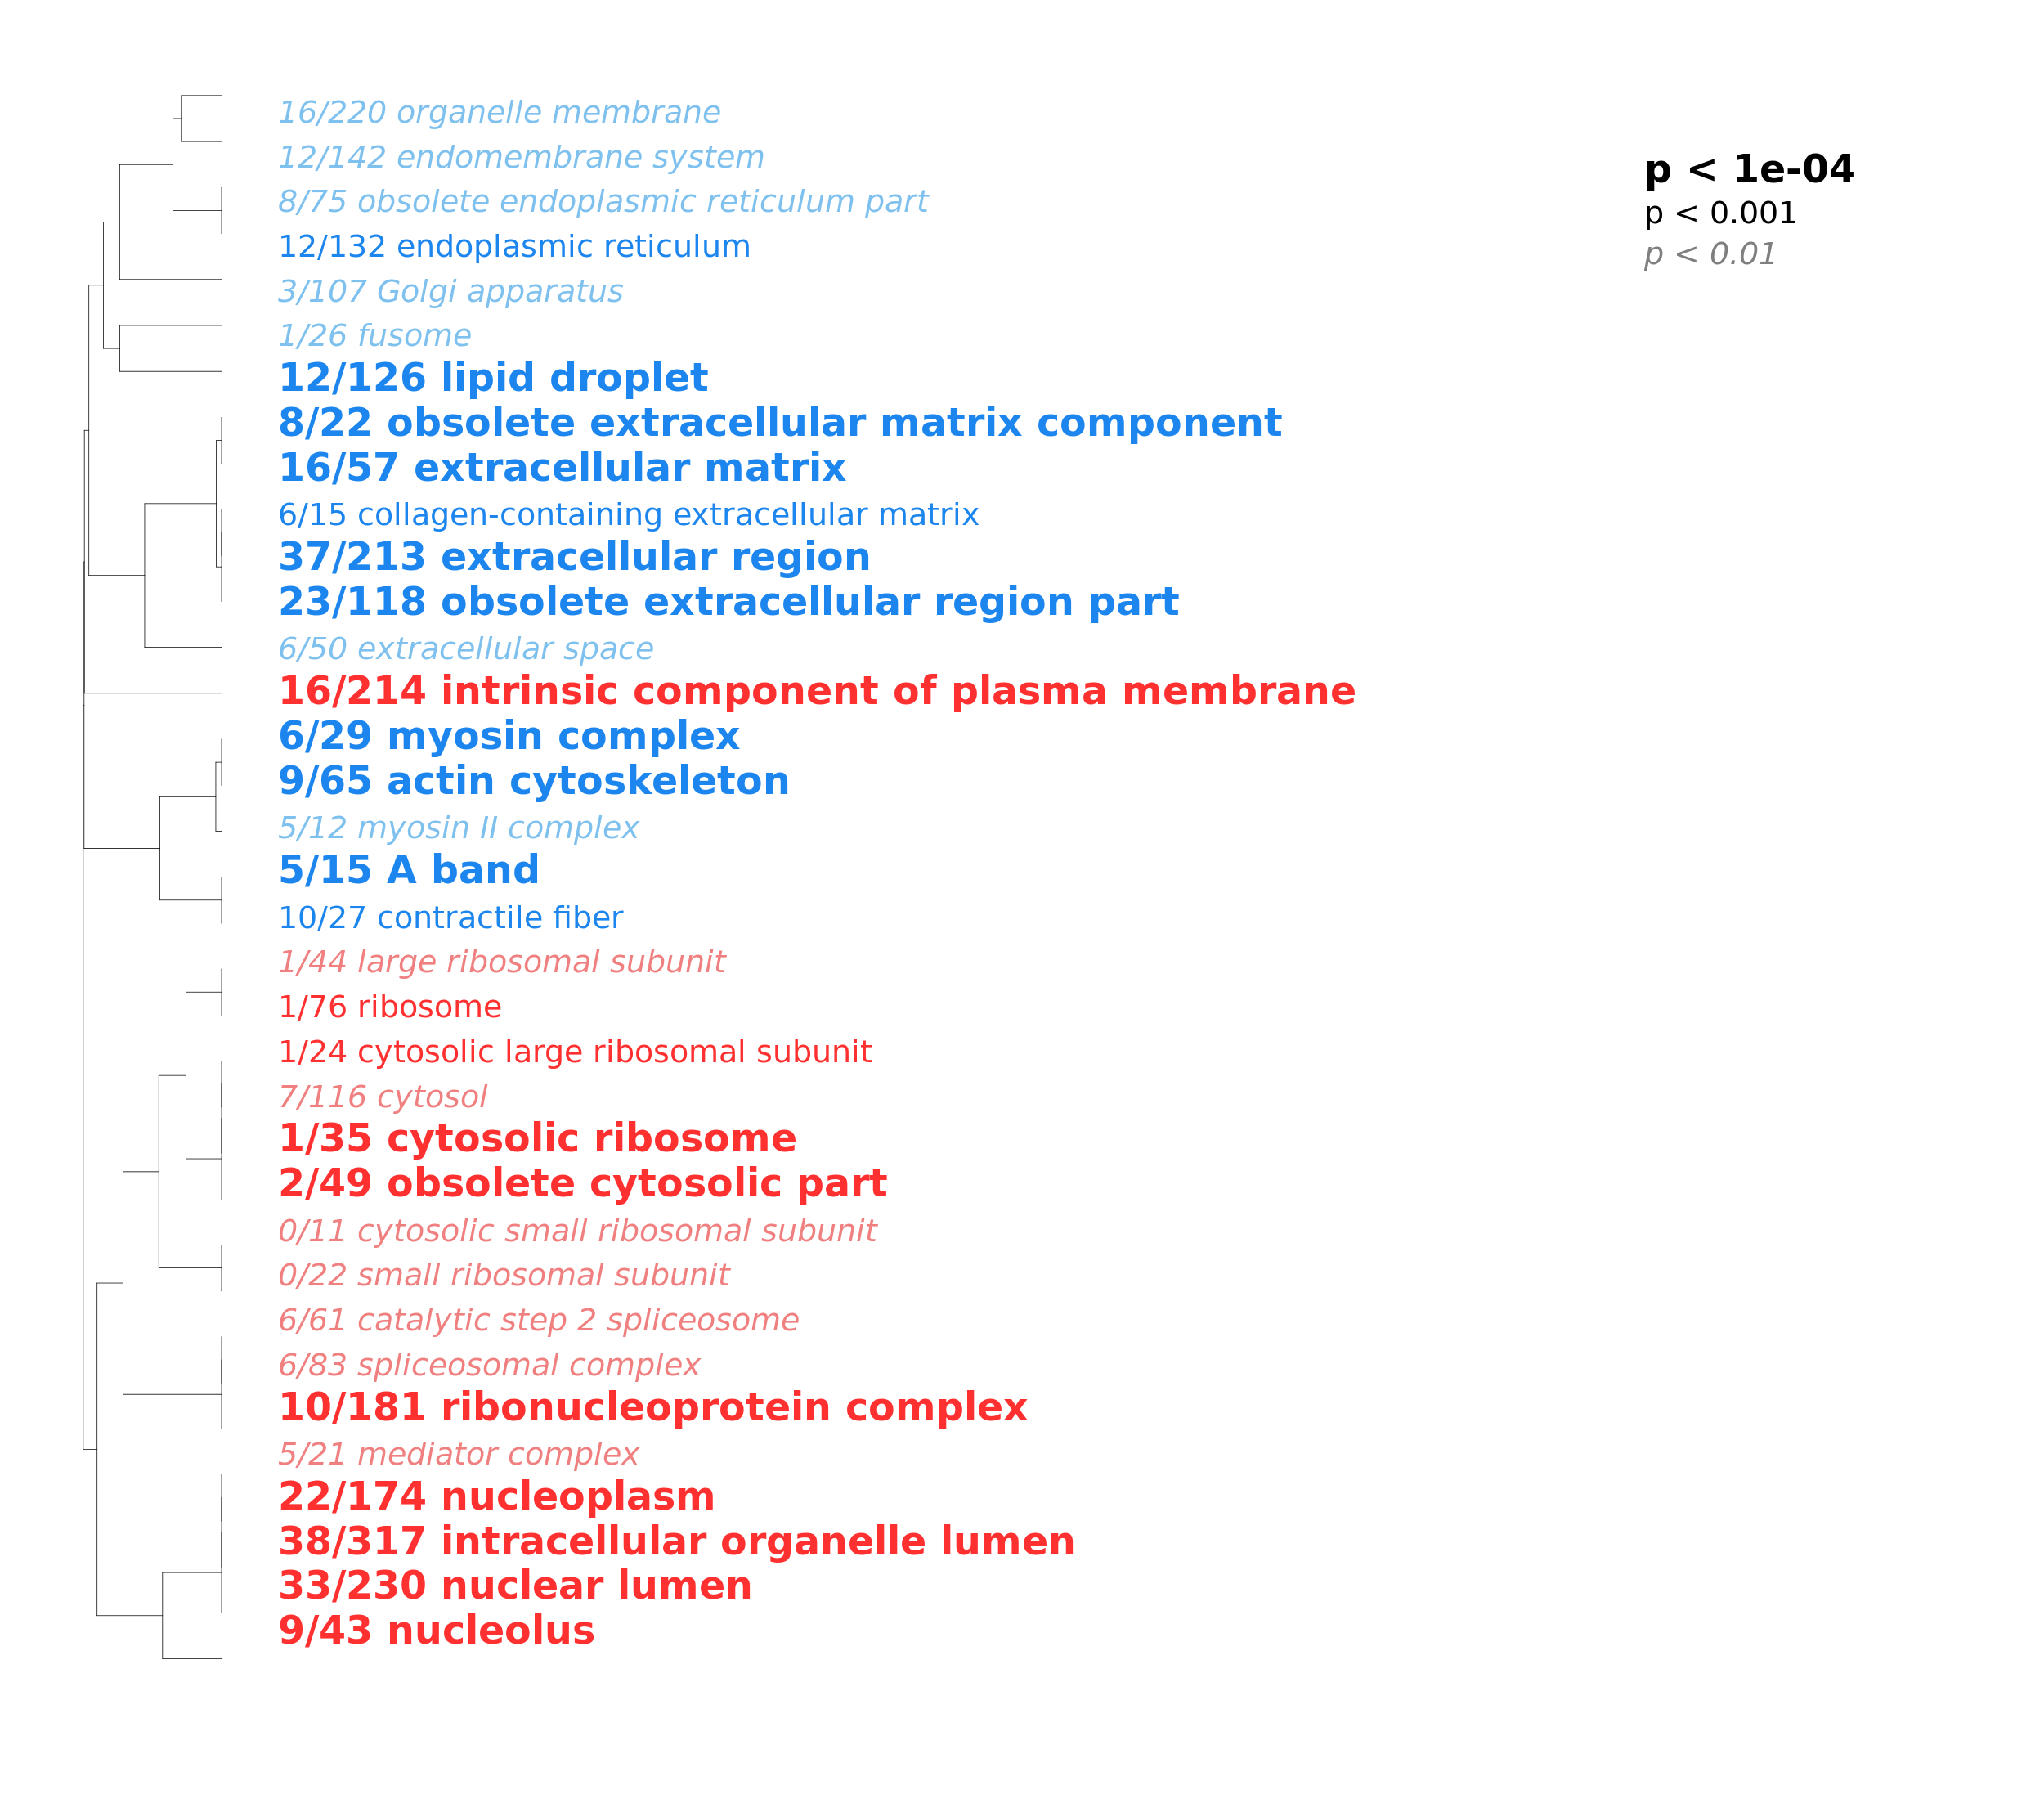 16/220 organelle membrane
12/142 endomembrane system
8/75 obsolete endoplasmic reticulum part
12/132 endoplasmic reticulum
3/107 Golgi apparatus
1/26 fusome
12/126 lipid droplet
8/22 obsolete extracellular matrix component
16/57 extracellular matrix
6/15 collagen-containing extracellular matrix
37/213 extracellular region
23/118 obsolete extracellular region part
6/50 extracellular space
16/214 intrinsic component of plasma membrane
6/29 myosin complex
9/65 actin cytoskeleton
5/12 myosin II complex
5/15 A band
10/27 contractile fiber
1/44 large ribosomal subunit
1/76 ribosome
1/24 cytosolic large ribosomal subunit
7/116 cytosol
1/35 cytosolic ribosome
2/49 obsolete cytosolic part
0/11 cytosolic small ribosomal subunit
0/22 small ribosomal subunit
6/61 catalytic step 2 spliceosome
6/83 spliceosomal complex
10/181 ribonucleoprotein complex
5/21 mediator complex
22/174 nucleoplasm
38/317 intracellular organelle lumen
33/230 nuclear lumen
9/43 nucleolus
p < 1e-04
p < 0.001
p < 0.01